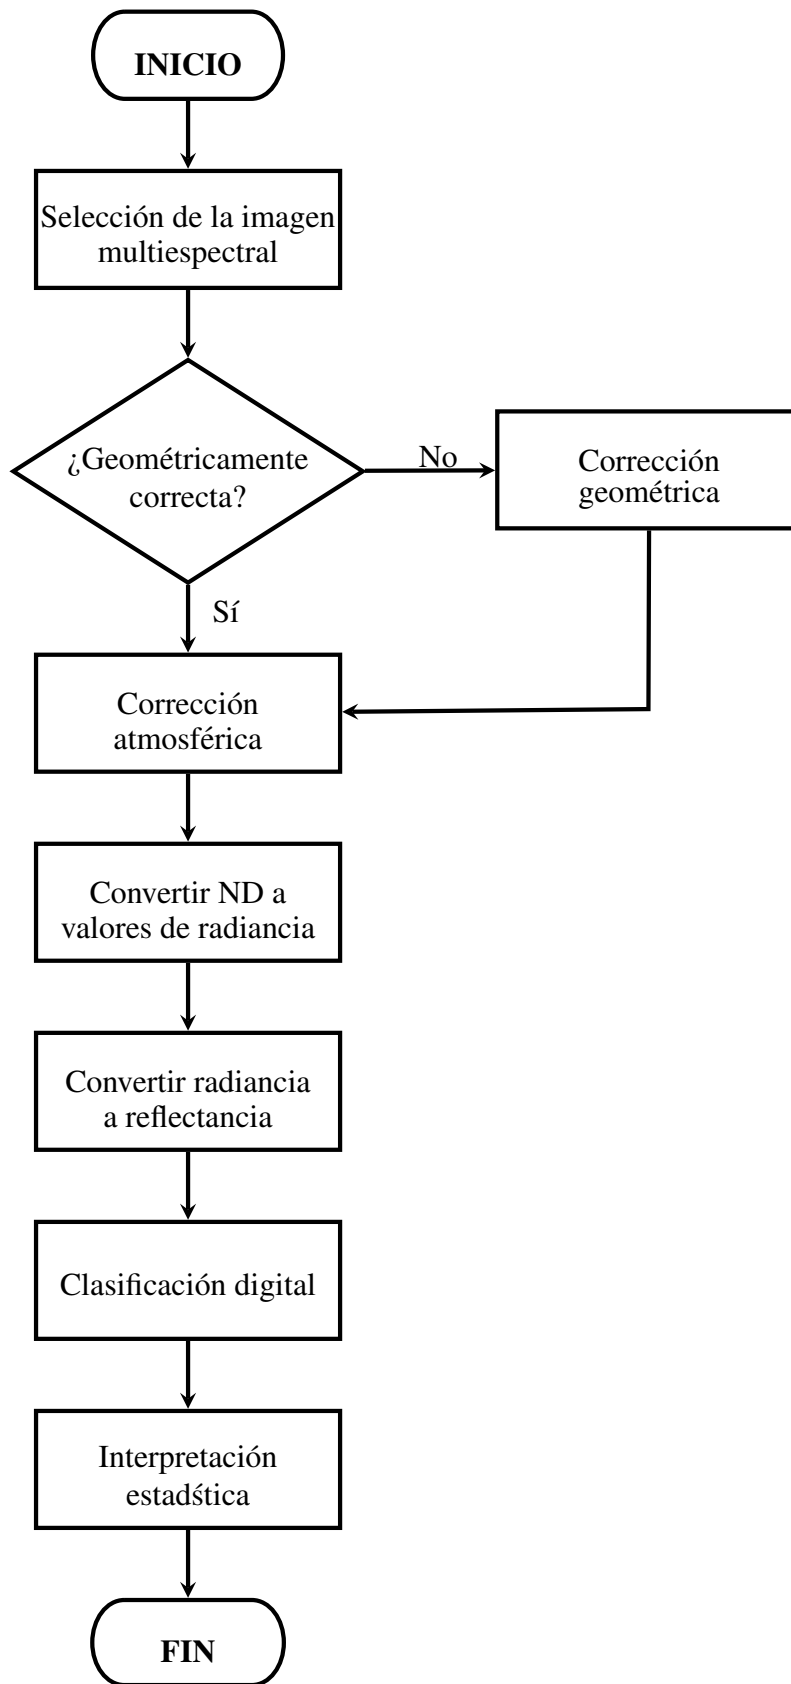 INICIO
Selección de la imagen
multiespectral
¿Geométricamente
correcta?
No
Corrección
geométrica
Sí
Corrección
atmosférica
Convertir ND a
valores de radiancia
Convertir radiancia
a reflectancia
Clasificación digital
Interpretación
estadśtica
FIN